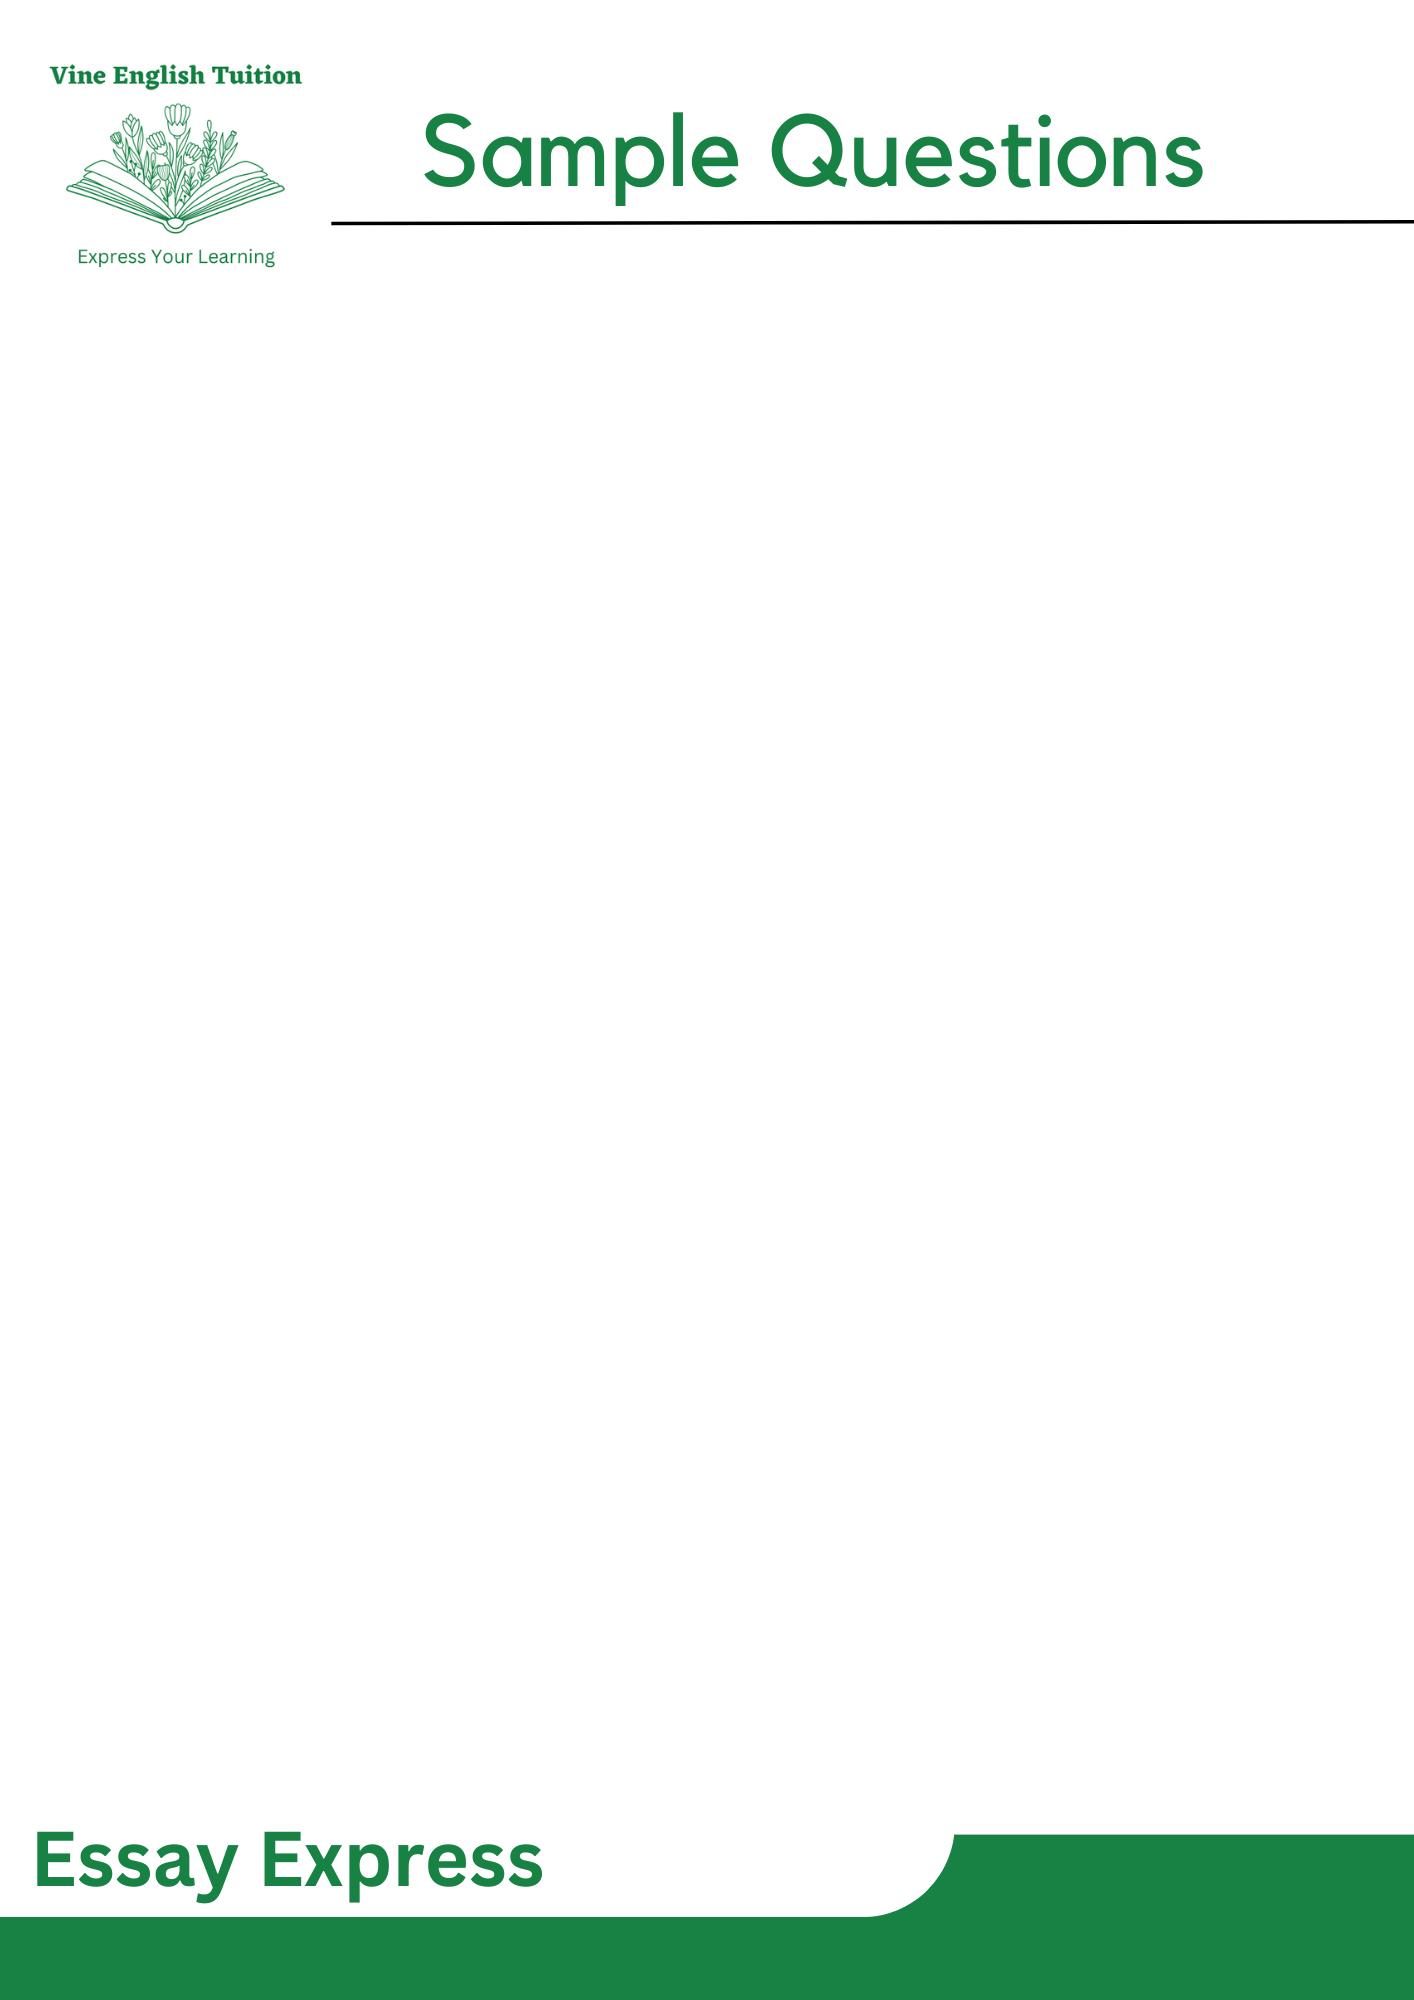 Vine English Tuition
Sample Questions
Express Your Learning
Essay Express